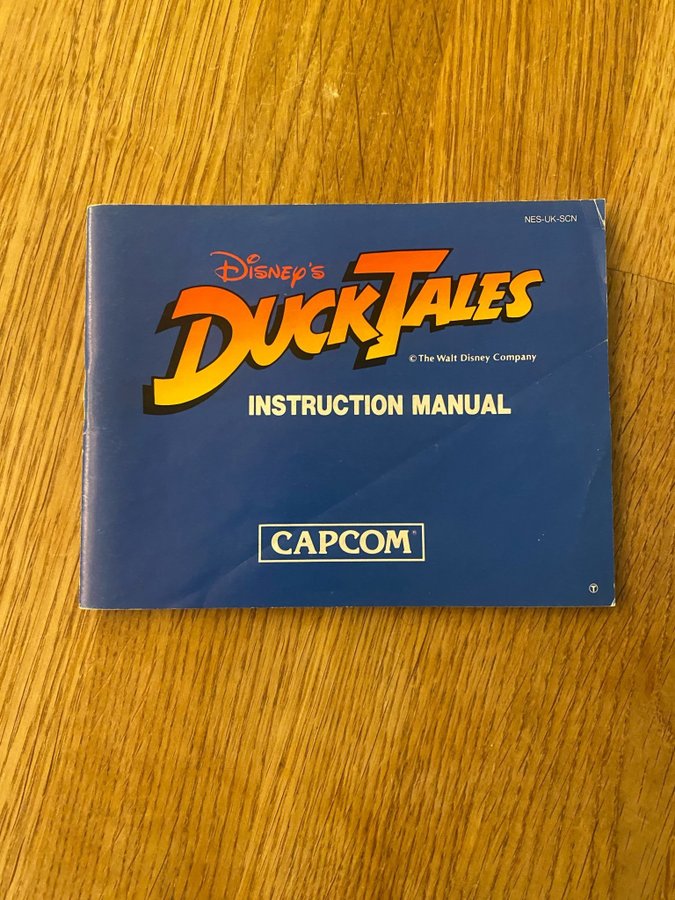 NES-UK-SCN
Disney's
DUCKTALES
© The Walt Disney Company
INSTRUCTION MANUAL
CAPCOM®
T